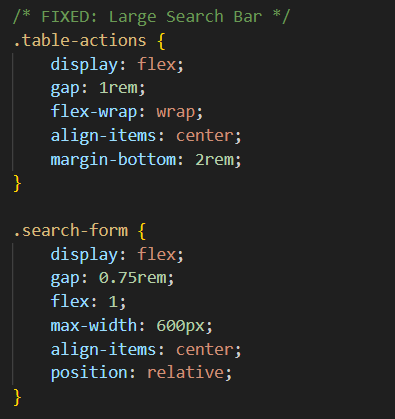 /* FIXED: Large Search Bar */
.table-actions {
    display: flex;
    gap: 1rem;
    flex-wrap: wrap;
    align-items: center;
    margin-bottom: 2rem;
}

.search-form {
    display: flex;
    gap: 0.75rem;
    flex: 1;
    max-width: 600px;
    align-items: center;
    position: relative;
}